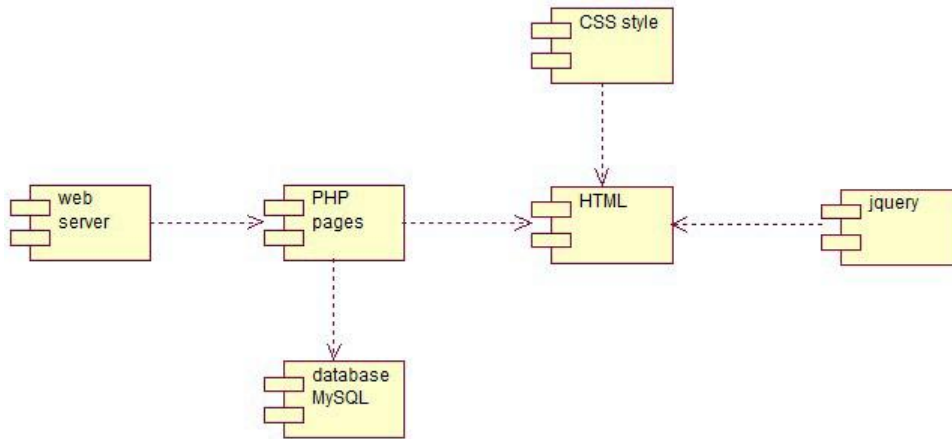 CSS style
web
server
PHP
pages
HTML
jquery
database
MySQL